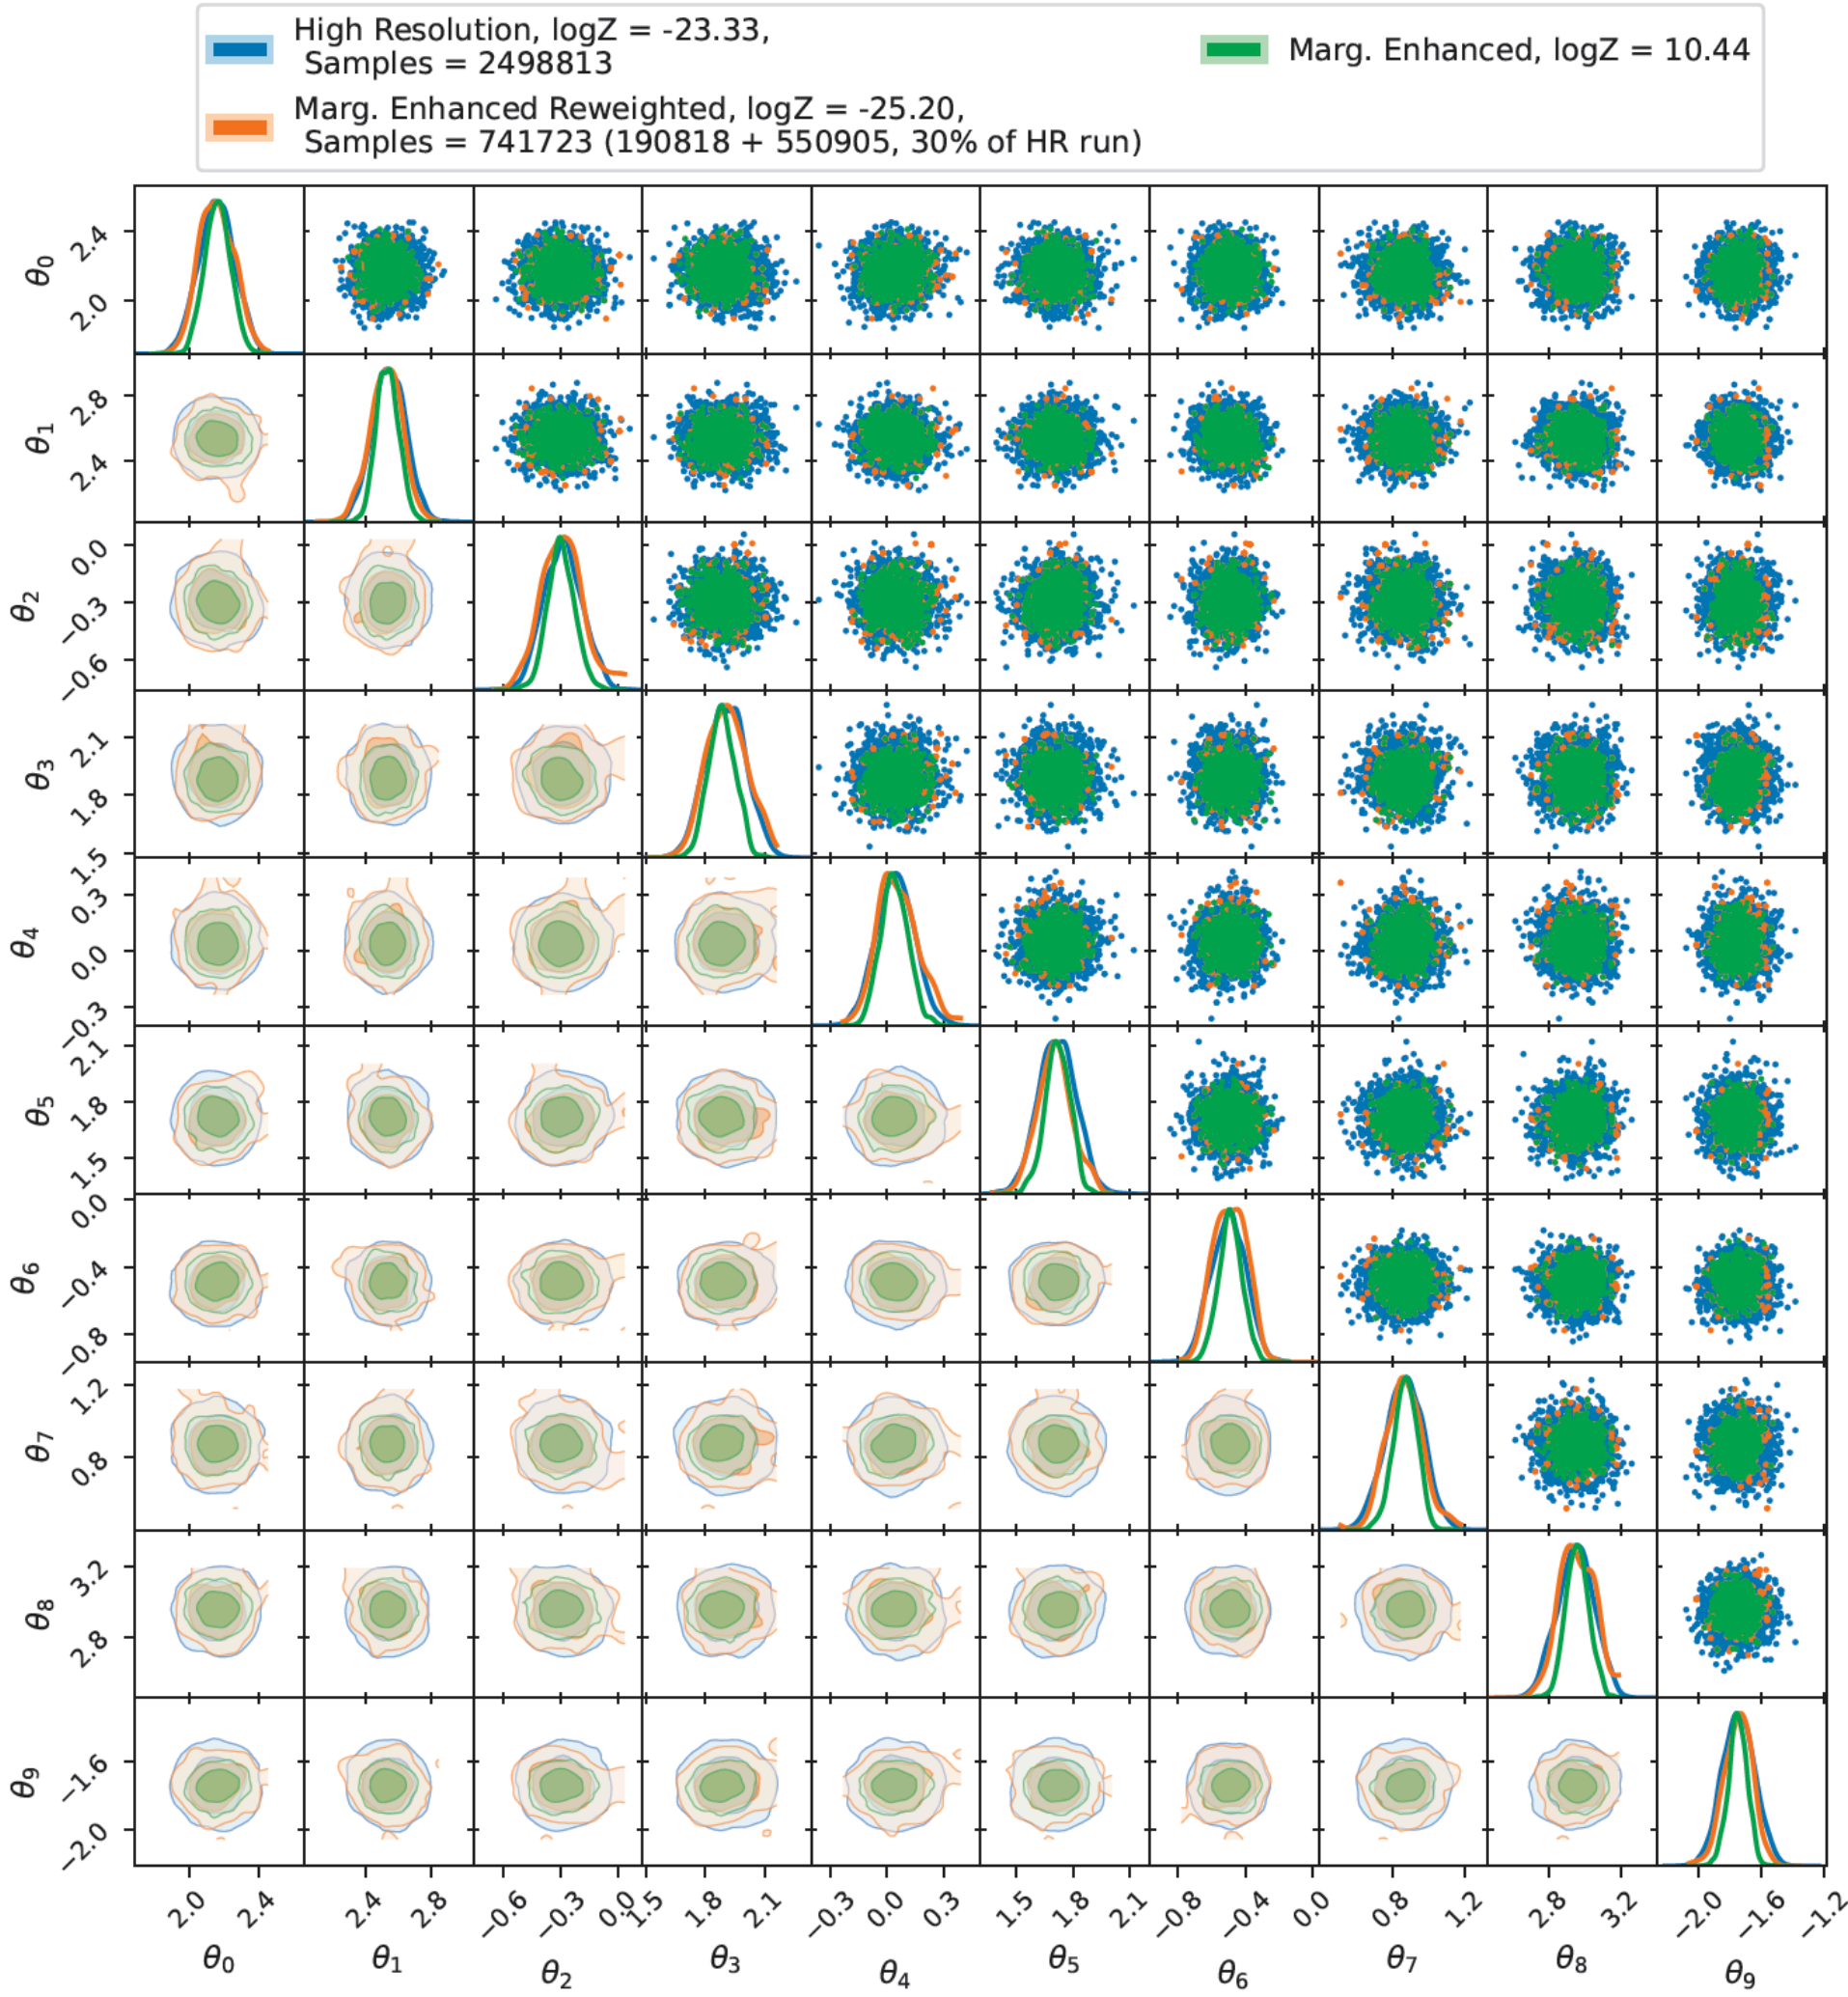 High Resolution, logZ = -23.33,
Samples = 2498813
Marg. Enhanced, logZ = 10.44
Marg. Enhanced Reweighted, logZ = -25.20,
Samples = 741723 (190818 + 550905, 30% of HR run)
θ0
2.4
2.0
θ1
2.8
2.4
θ2
0.0
−0.3
−0.6
θ3
2.1
1.8
1.5
θ4
0.3
0.0
−0.3
θ5
2.1
1.8
1.5
θ6
0.0
−0.4
−0.8
θ7
1.2
0.8
θ8
3.2
2.8
θ9
−1.6
−2.0
2.0 2.4 2.4 2.8 −0.6 −0.3 0.0 1.5 1.8 2.1 −0.3 0.0 0.3 1.5 1.8 2.1 −0.8 −0.4 0.0 0.8 1.2 2.8 3.2 −2.0 −1.6 −1.2
θ0 θ1 θ2 θ3 θ4 θ5 θ6 θ7 θ8 θ9